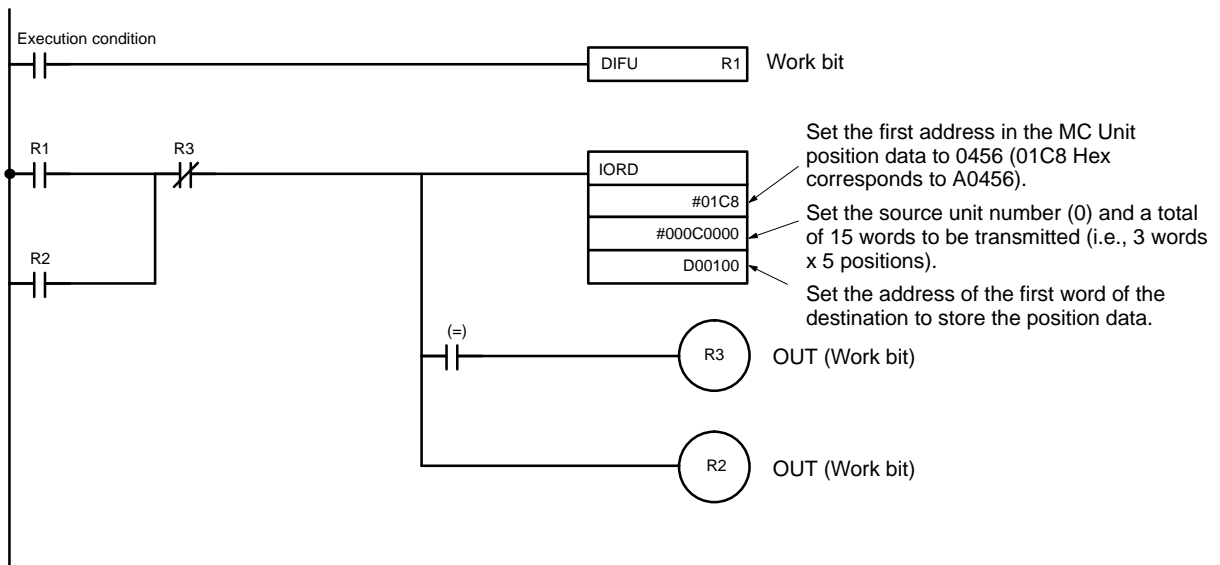 Execution condition
DIFU R1 Work bit
R1
R3
R2
IORD
#01C8
#000C0000
D00100
Set the first address in the MC Unit
position data to 0456 (01C8 Hex
corresponds to A0456).
Set the source unit number (0) and a total
of 15 words to be transmitted (i.e., 3 words
x 5 positions).
Set the address of the first word of the
destination to store the position data.
(=)
R3 OUT (Work bit)
R2 OUT (Work bit)